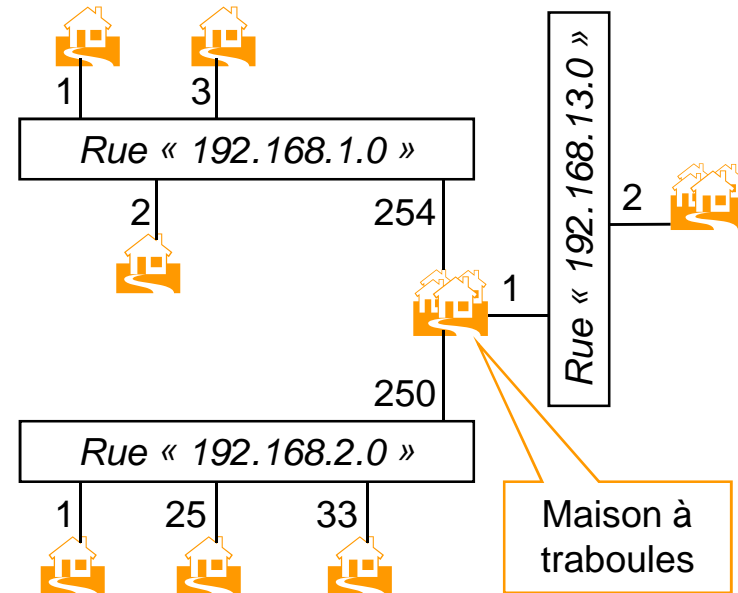 1
3
Rue « 192.168.1.0 »
2
254
Rue « 192.168.13.0 »
2
1
250
Rue « 192.168.2.0 »
1
25
33
Maison à
traboules